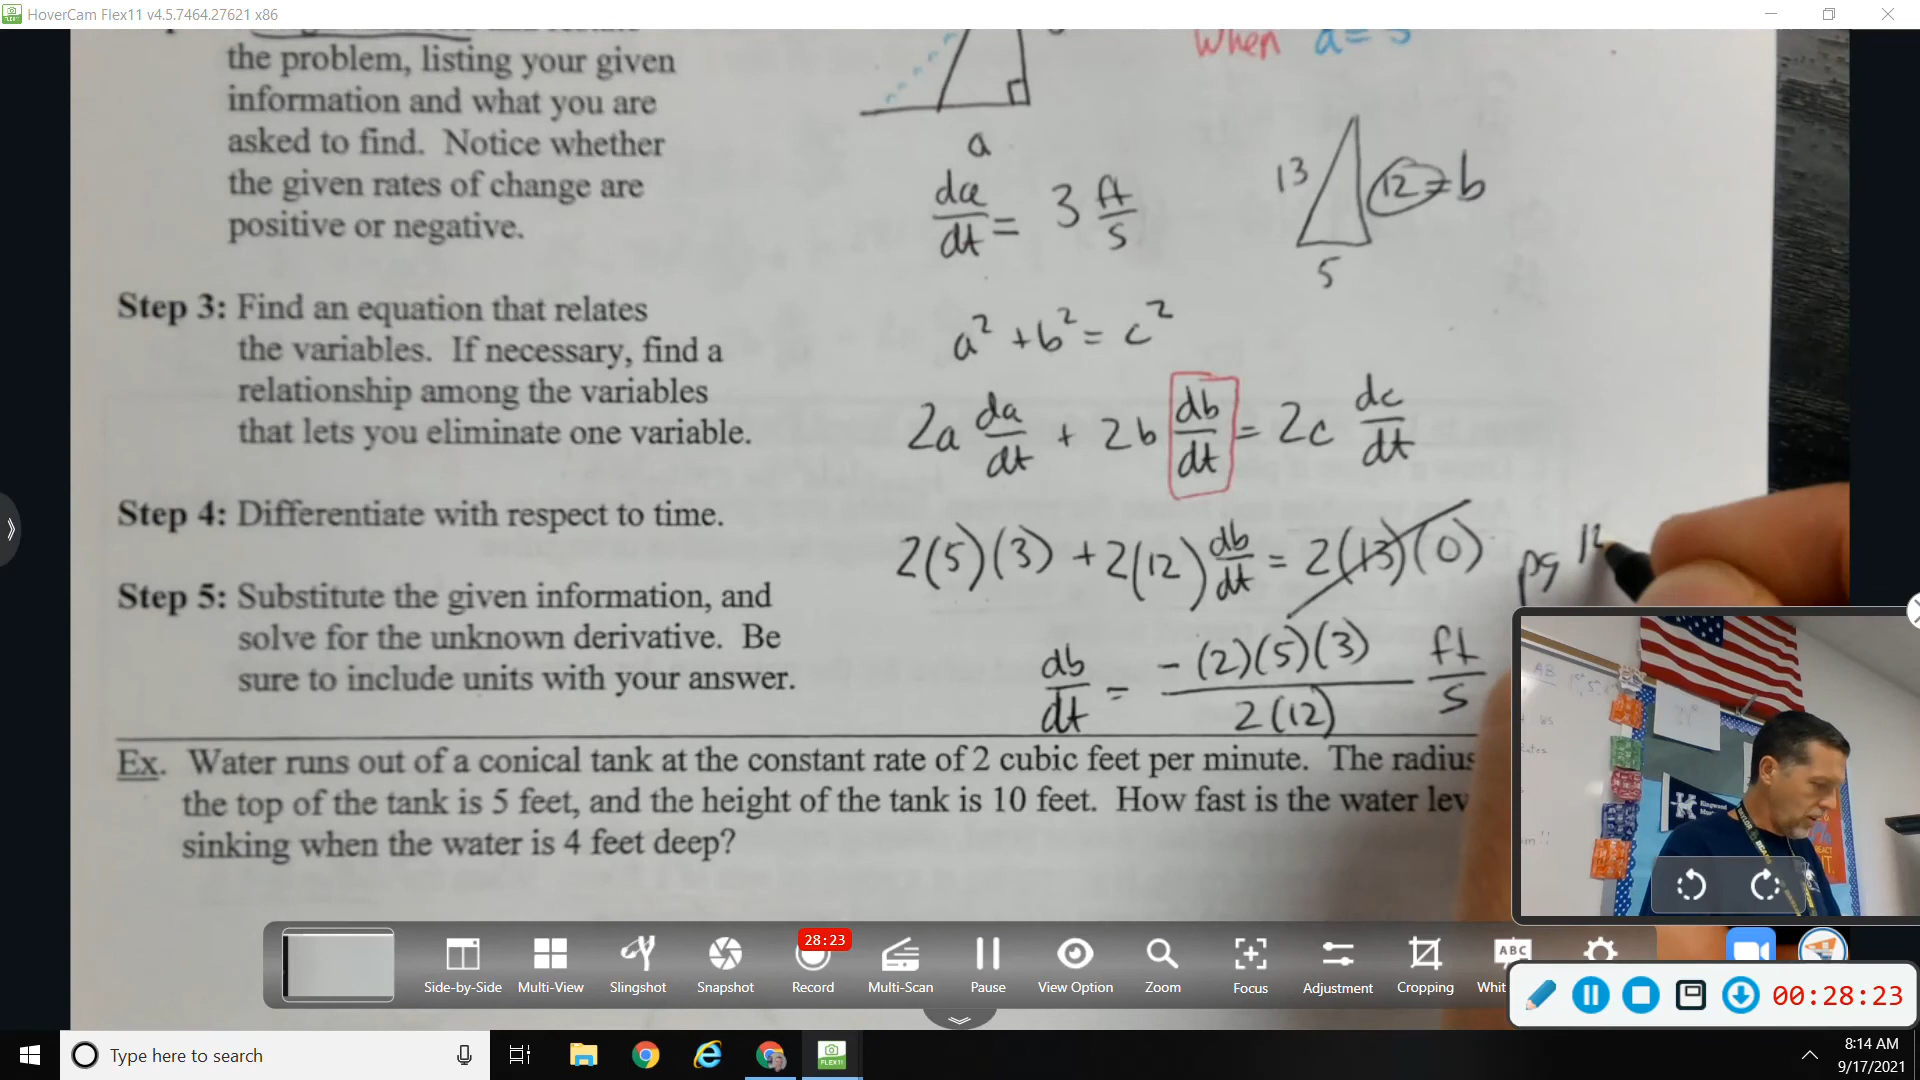 HoverCam Flex11 v4.5.7464.27621 x86
the problem, listing your given
information and what you are
asked to find. Notice whether
the given rates of change are
positive or negative.
when a = 5
a
da/dt = 3 ft/s
13
12 = b
5
Step 3: Find an equation that relates
the variables. If necessary, find a
relationship among the variables
that lets you eliminate one variable.
a² + b² = c²
2a da/dt + 2b db/dt = 2c dc/dt
Step 4: Differentiate with respect to time.
2(5)(3) + 2(12) db/dt = 2(13)(0)
pg
Step 5: Substitute the given information, and
solve for the unknown derivative. Be
sure to include units with your answer.
db/dt = -(2)(5)(3)/2(12) ft/s
Ex. Water runs out of a conical tank at the constant rate of 2 cubic feet per minute. The radius
the top of the tank is 5 feet, and the height of the tank is 10 feet. How fast is the water lev
sinking when the water is 4 feet deep?
AB
Kingwood
28:23
Side-by-Side
Multi-View
Slingshot
Snapshot
Record
Multi-Scan
Pause
View Option
Zoom
Focus
Adjustment
Cropping
ABC
Whit
00:28:23
Type here to search
FLEX11
8:14 AM
9/17/2021